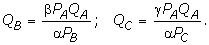 Q_B = βP_AQ_A / αP_B ; Q_C = γP_AQ_A / αP_C .